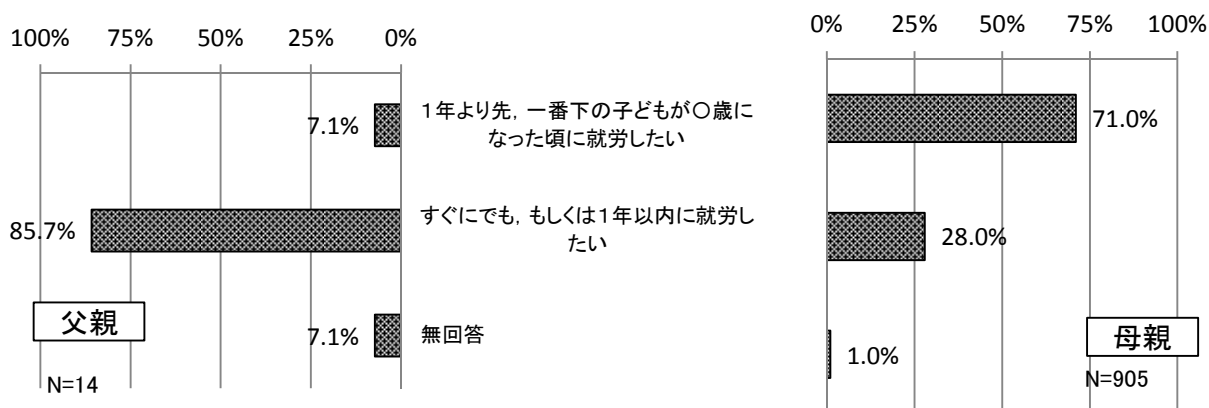 100% 75% 50% 25% 0%
0% 25% 50% 75% 100%
7.1%
１年より先，一番下の子どもが〇歳に
なった頃に就労したい
71.0%
85.7%
すぐにでも，もしくは１年以内に就労し
たい
28.0%
父親
7.1%
無回答
1.0%
母親
N=14
N=905